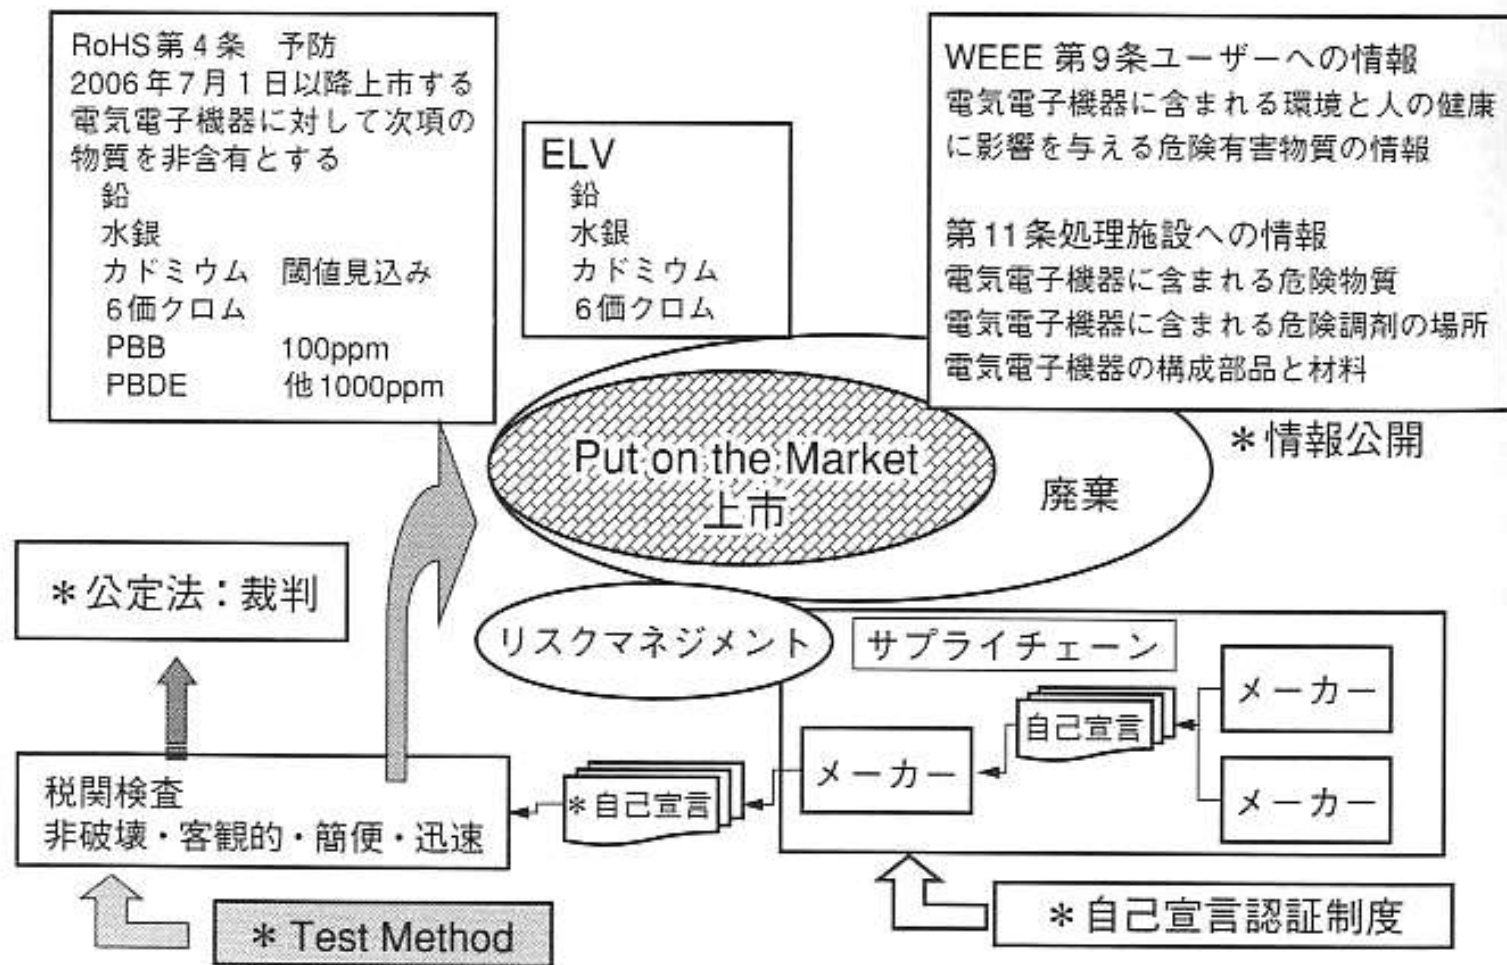 RoHS第4条　予防
2006年7月1日以降上市する
電気電子機器に対して次項の
物質を非含有とする
鉛
水銀
カドミウム　閾値見込み
6価クロム
PBB　100ppm
PBDE　他1000ppm
ELV
鉛
水銀
カドミウム
6価クロム
WEEE 第9条ユーザーへの情報
電気電子機器に含まれる環境と人の健康
に影響を与える危険有害物質の情報
第11条処理施設への情報
電気電子機器に含まれる危険物質
電気電子機器に含まれる危険調剤の場所
電気電子機器の構成部品と材料
＊情報公開
Put on the Market
上市
廃棄
＊公定法：裁判
リスクマネジメント
サプライチェーン
メーカー
自己宣言
メーカー
メーカー
＊自己宣言
税関検査
非破壊・客観的・簡便・迅速
＊Test Method
＊自己宣言認証制度